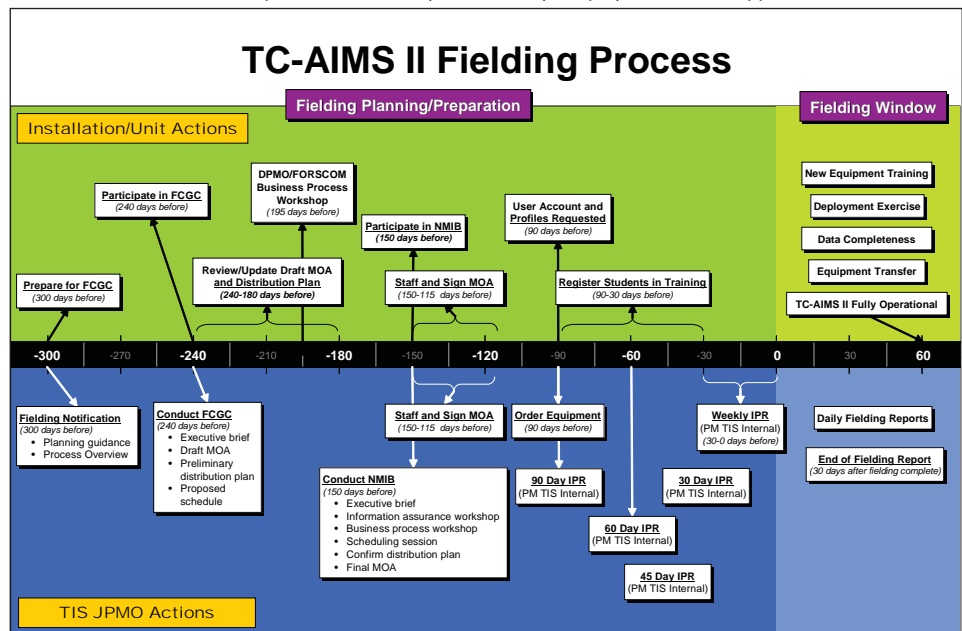 TC-AIMS II Fielding Process
Fielding Planning/Preparation
Fielding Window
Installation/Unit Actions
Participate in FCGC
(240 days before)
DPMO/FORSCOM
Business Process
Workshop
(195 days before)
Participate in NMIB
(150 days before)
User Account and
Profiles Requested
(90 days before)
New Equipment Training
Deployment Exercise
Data Completeness
Equipment Transfer
TC-AIMS II Fully Operational
Prepare for FCGC
(300 days before)
Review/Update Draft MOA
and Distribution Plan
(240-180 days before)
Staff and Sign MOA
(150-115 days before)
Register Students in Training
(90-30 days before)
-300
-270
-240
-210
-180
-150
-120
-90
-60
-30
0
30
60
Fielding Notification
(300 days before)
• Planning guidance
• Process Overview
Conduct FCGC
(240 days before)
• Executive brief
• Draft MOA
• Preliminary
distribution plan
• Proposed
schedule
Staff and Sign MOA
(150-115 days before)
Conduct NMIB
(150 days before)
• Executive brief
• Information assurance workshop
• Business process workshop
• Scheduling session
• Confirm distribution plan
• Final MOA
Order Equipment
(90 days before)
90 Day IPR
(PM TIS Internal)
60 Day IPR
(PM TIS Internal)
45 Day IPR
(PM TIS Internal)
30 Day IPR
(PM TIS Internal)
Weekly IPR
(PM TIS Internal)
(30-0 days before)
Daily Fielding Reports
End of Fielding Report
(30 days after fielding complete)
TIS JPMO Actions